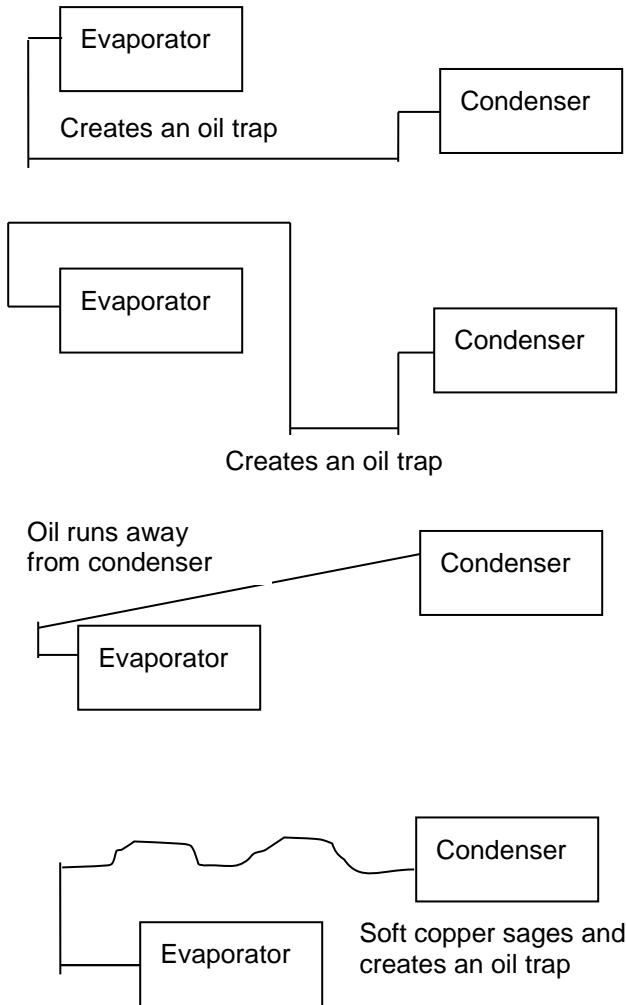 Evaporator
Condenser
Creates an oil trap
Evaporator
Condenser
Creates an oil trap
Oil runs away
from condenser
Condenser
Evaporator
Condenser
Evaporator
Soft copper sages and
creates an oil trap